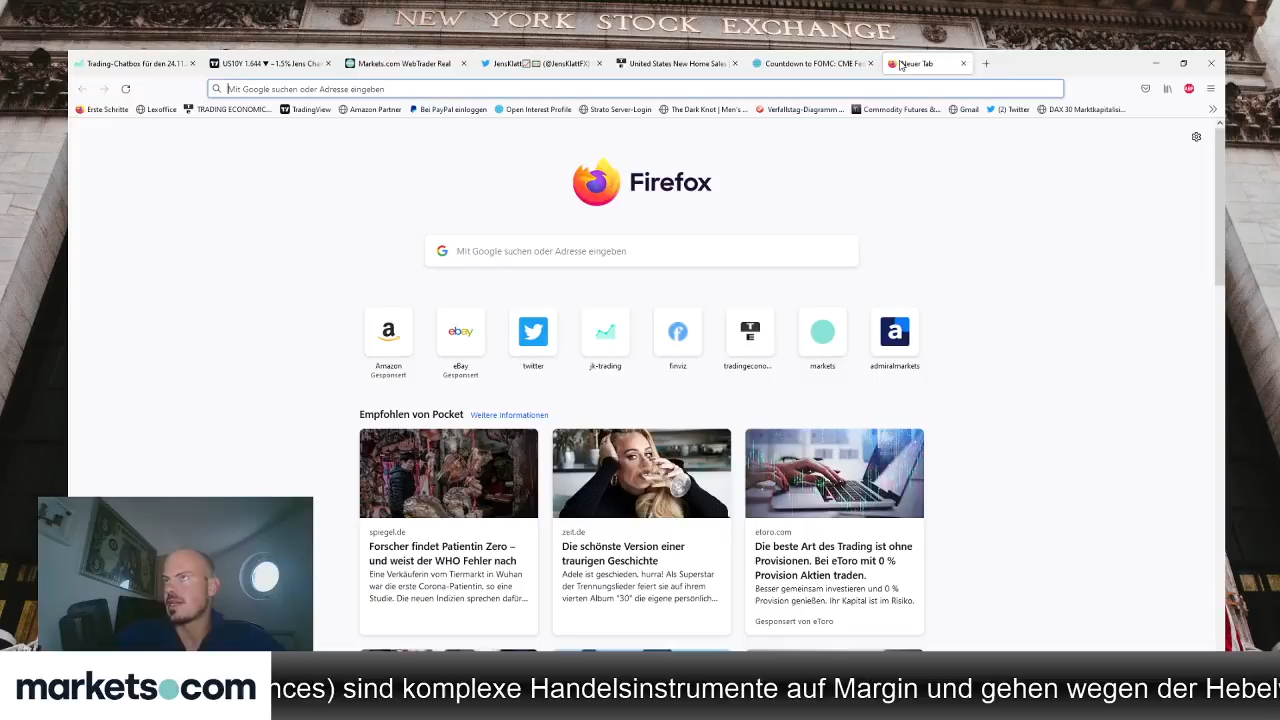 NEW YORK STOCK EXCHANGE
Trading-Chatbox für den 24.11.
US10Y 1.644 ▼ −1.5% Jens Cha
Markets.com WebTrader Real
(@JensKlattFX)
United States New Home Sales |
Countdown to FOMC: CME Fe
Neuer Tab
Mit Google suchen oder Adresse eingeben
Erste Schritte
Lexoffice
TRADING ECONOMI...
TradingView
Amazon Partner
Bei PayPal einloggen
Open Interest Profile
Strato Server-Login
The Dark Knot | Men's ...
Verfallstag-Diagramm ...
Commodity Futures &...
Gmail
(2) Twitter
DAX 30 Marktkapitalisi...
Firefox
Mit Google suchen oder Adresse eingeben
Amazon
Gesponsert
eBay
Gesponsert
twitter
jk-trading
finviz
tradingecono...
markets
admiralmarkets
Empfohlen von Pocket Weitere Informationen
spiegel.de
Forscher findet Patientin Zero –
und weist der WHO Fehler nach
Eine Verkäuferin vom Tiermarkt in Wuhan
war die erste Corona-Patientin, so eine
Studie. Die neuen Indizien sprechen dafür...
zeit.de
Die schönste Version einer
traurigen Geschichte
Adele ist geschieden, hurra! Als Superstar
der Trennungslieder feiert sie auf ihrem
vierten Album "30" die eigene persönlich...
etoro.com
Die beste Art des Trading ist ohne
Provisionen. Bei eToro mit 0 %
Provision Aktien traden.
Besser gemeinsam investieren und 0 %
Provision genießen. Ihr Kapital ist im Risiko.
Gesponsert von eToro
markets.com
nces) sind komplexe Handelsinstrumente auf Margin und gehen wegen der Hebel